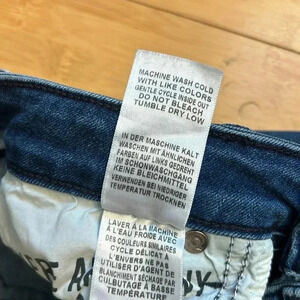 MACHINE WASH COLD
WITH LIKE COLORS
GENTLE CYCLE INSIDE OUT
DO NOT BLEACH
TUMBLE DRY LOW
IN DER MASCHINE KALT
WASCHEN MIT ÄHNLICHEN
FARBEN AUF LINKS GEDREHT
IM SCHONWASCHGANG
KEINE BLEICHMITTEL
VERWENDEN BEI NIEDRIGER
TEMPERATUR TROCKNEN
LAVER À LA MACHINE
À L'EAU FROIDE AVEC
DES COULEURS SIMILAIRES
CYCLE DÉLICAT À
L'ENVERS NE PAS
UTILISER D'AGENT DE
BLANCHIMENT SÉCHAGE PAR
CULBUTAGE À BASSE
TEMPÉRATURE